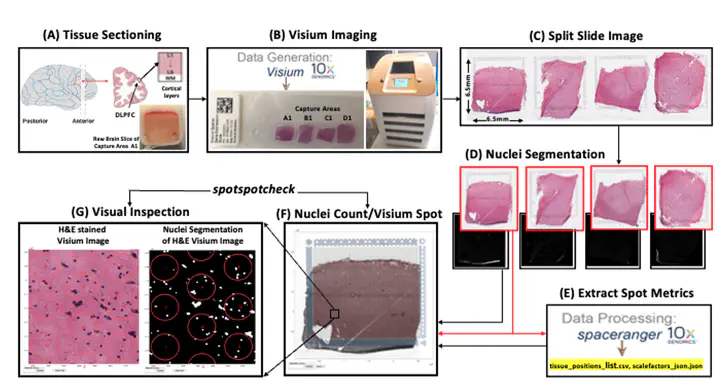 (A) Tissue Sectioning
Cortical
layers
DLPFC
Posterior
Anterior
Raw Brain Slice of
Capture Area A1
(B) Visium Imaging
Data Generation:
Visium 10x
GENOMICS
Capture Areas
A1 B1 C1 D1
(C) Split Slide Image
6.5mm
6.5mm
(D) Nuclei Segmentation
(E) Extract Spot Metrics
Data Processing:
spaceranger 10x
GENOMICS
tissue_positions_list.csv, scalefactors_json.json
spotspotcheck
(F) Nuclei Count/Visium Spot
(G) Visual Inspection
H&E stained
Visium Image
Nuclei Segmentation
of H&E Visium Image